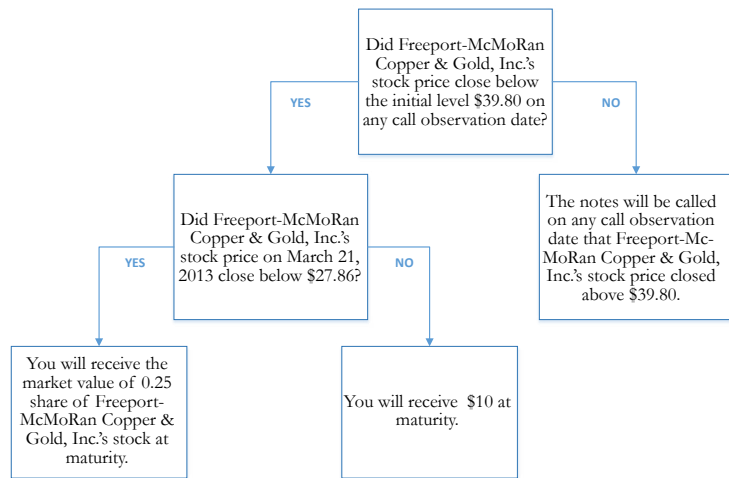 Did Freeport-McMoRan
Copper & Gold, Inc.'s
stock price close below
the initial level $39.80 on
any call observation date?
YES
NO
Did Freeport-McMoRan
Copper & Gold, Inc.'s
stock price on March 21,
2013 close below $27.86?
The notes will be called
on any call observation
date that Freeport-Mc-
MoRan Copper & Gold,
Inc.'s stock price closed
above $39.80.
YES
NO
You will receive the
market value of 0.25
share of Freeport-
McMoRan Copper &
Gold, Inc.'s stock at
maturity.
You will receive $10 at
maturity.